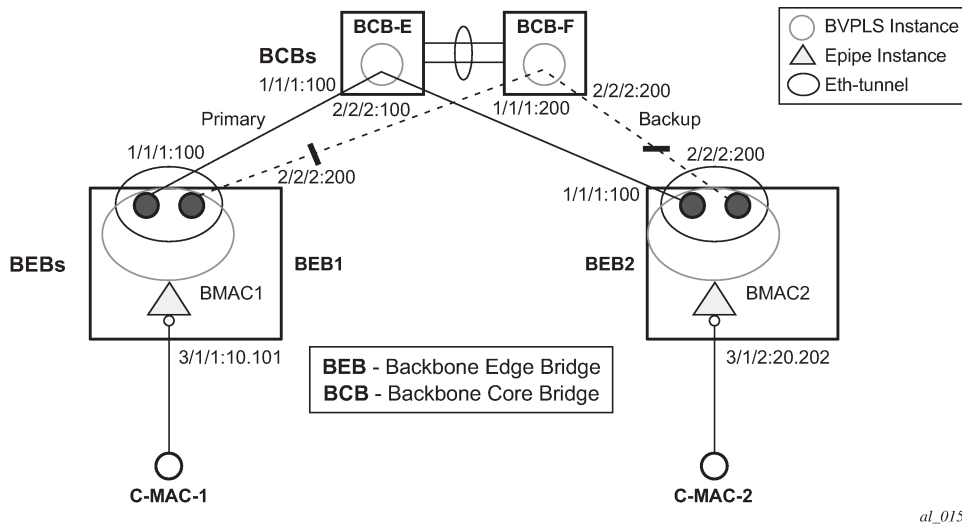 BCB-E
BCB-F
BVPLS Instance
Epipe Instance
Eth-tunnel
BCBs
1/1/1:100
2/2/2:100
1/1/1:200
2/2/2:200
Primary
Backup
1/1/1:100
2/2/2:200
2/2/2:200
1/1/1:100
BEBs
BEB1
BEB2
BMAC1
BMAC2
3/1/1:10.101
3/1/2:20.202
BEB - Backbone Edge Bridge
BCB - Backbone Core Bridge
C-MAC-1
C-MAC-2
al_015